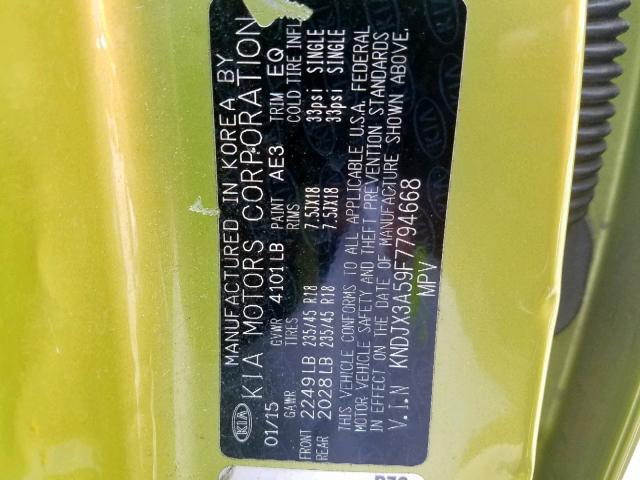 MANUFACTURED IN KOREA BY
KIA KIA MOTORS CORPORATION
01/15 GVWR 4101LB PAINT AE3 TRIM EQ
GAWR TIRES RIMS COLD TIRE INFL
FRONT 2249LB 235/45 R18 7.5JX18 33psi SINGLE
REAR 2028LB 235/45 R18 7.5JX18 33psi SINGLE
THIS VEHICLE CONFORMS TO ALL APPLICABLE U.S.A. FEDERAL
MOTOR VEHICLE SAFETY AND THEFT PREVENTION STANDARDS
IN EFFECT ON THE DATE OF MANUFACTURE SHOWN ABOVE.
V.I.N KNDJX3A59F7794668
MPV